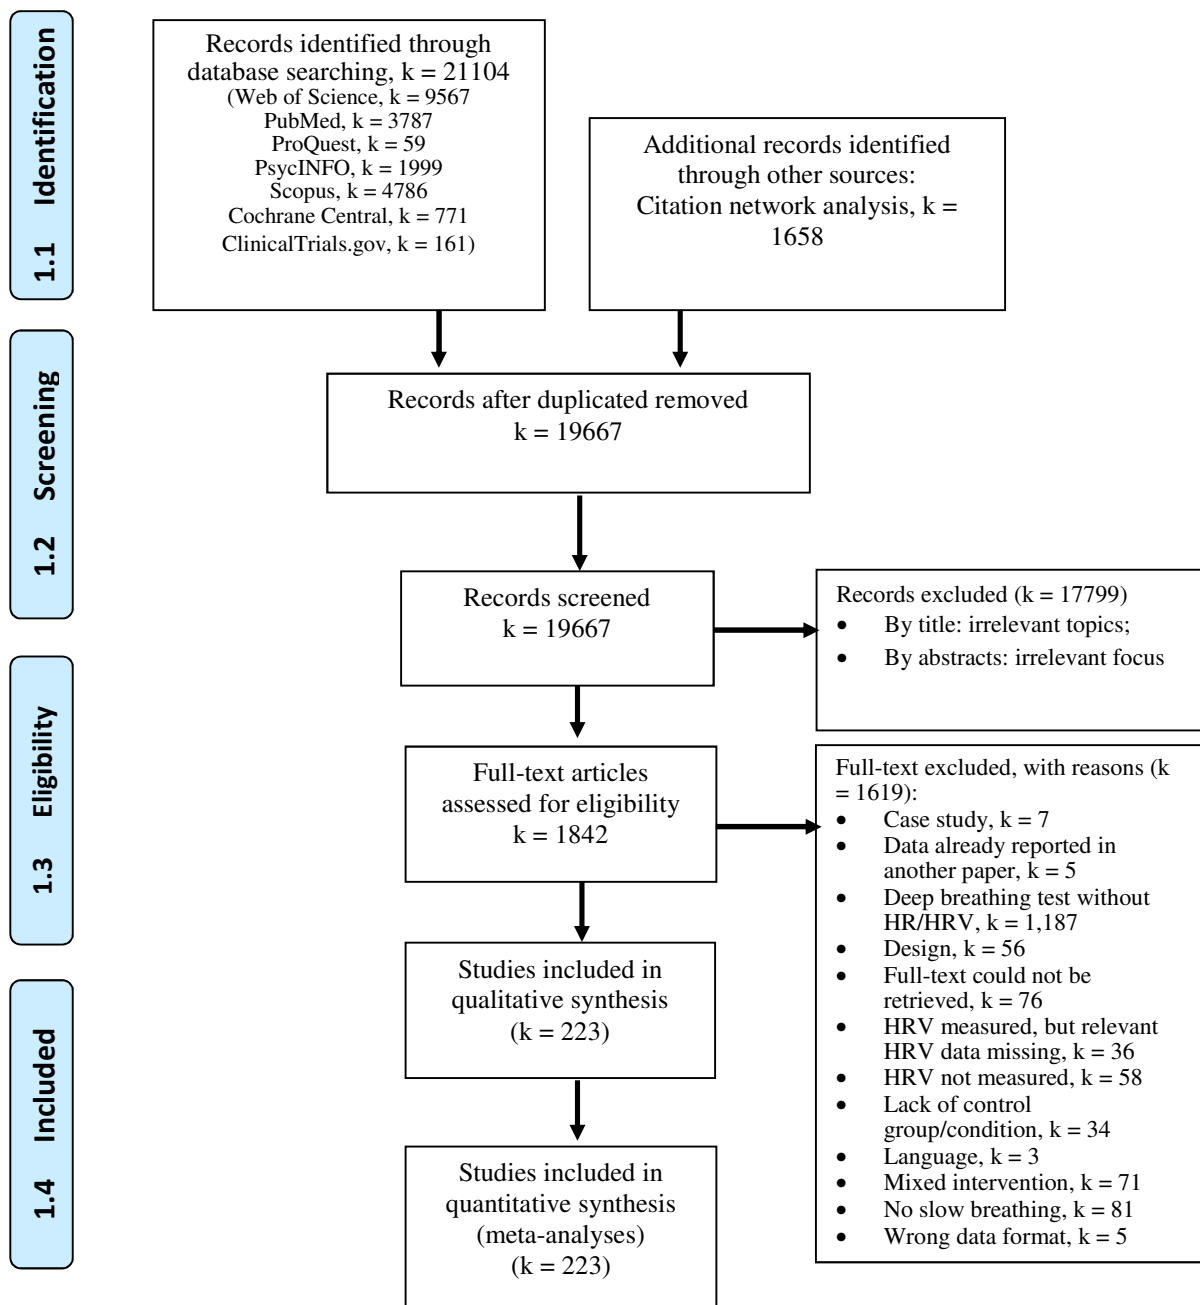 1.1 Identification
Records identified through
database searching, k = 21104
(Web of Science, k = 9567
PubMed, k = 3787
ProQuest, k = 59
PsycINFO, k = 1999
Scopus, k = 4786
Cochrane Central, k = 771
ClinicalTrials.gov, k = 161)
Additional records identified
through other sources:
Citation network analysis, k =
1658
1.2 Screening
Records after duplicated removed
k = 19667
Records screened
k = 19667
Records excluded (k = 17799)
• By title: irrelevant topics;
• By abstracts: irrelevant focus
1.3 Eligibility
Full-text articles
assessed for eligibility
k = 1842
Full-text excluded, with reasons (k
= 1619):
• Case study, k = 7
• Data already reported in
another paper, k = 5
• Deep breathing test without
HR/HRV, k = 1,187
• Design, k = 56
• Full-text could not be
retrieved, k = 76
• HRV measured, but relevant
HRV data missing, k = 36
• HRV not measured, k = 58
• Lack of control
group/condition, k = 34
• Language, k = 3
• Mixed intervention, k = 71
• No slow breathing, k = 81
• Wrong data format, k = 5
1.4 Included
Studies included in
qualitative synthesis
(k = 223)
Studies included in
quantitative synthesis
(meta-analyses)
(k = 223)